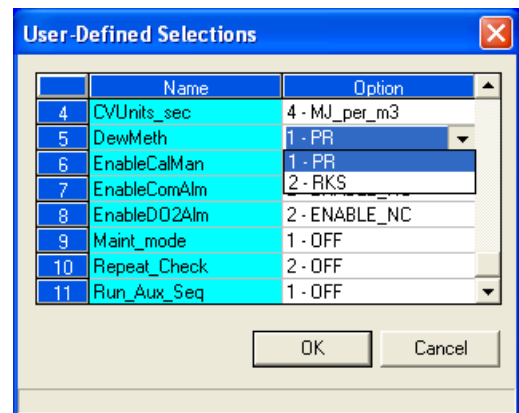 User-Defined Selections
Name Option
4 CVUnits_sec 4 - MJ_per_m3
5 DewMeth 1 - PR
6 EnableCalMan 1 - PR
7 EnableComAlm 2 - RKS
8 EnableDO2Alm 2 - ENABLE_NC
9 Maint_mode 1 - OFF
10 Repeat_Check 2 - OFF
11 Run_Aux_Seq 1 - OFF
OK Cancel